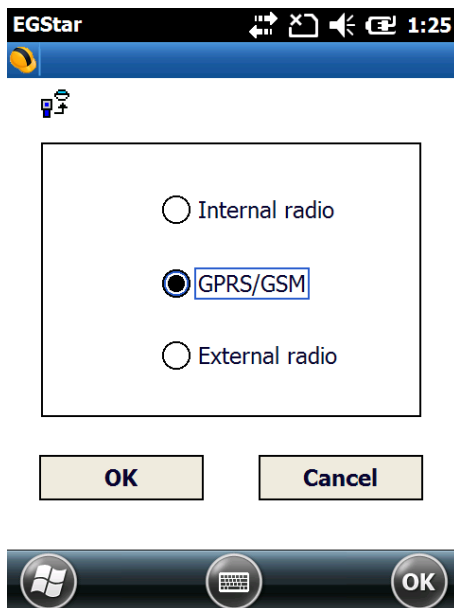 EGStar 1:25
Internal radio
GPRS/GSM
External radio
OK Cancel
OK